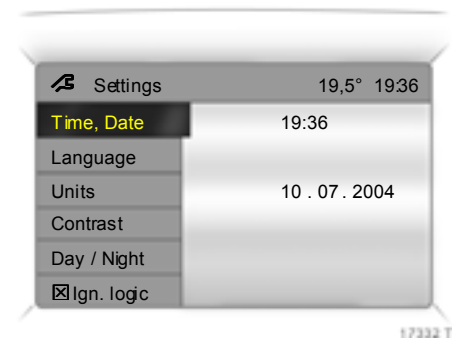 Settings 19,5° 19:36
Time, Date 19:36
Language
Units 10 . 07 . 2004
Contrast
Day / Night
☒ Ign. logic
17332 T